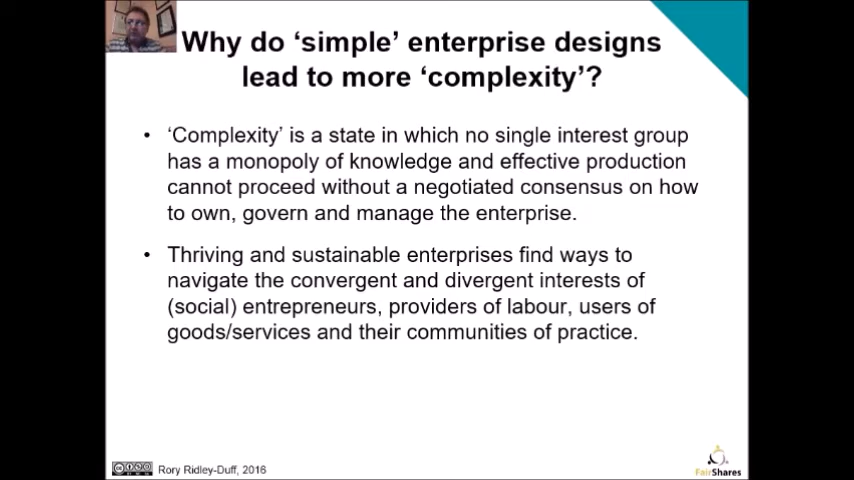 Why do ‘simple’ enterprise designs
lead to more ‘complexity’?
• ‘Complexity’ is a state in which no single interest group
has a monopoly of knowledge and effective production
cannot proceed without a negotiated consensus on how
to own, govern and manage the enterprise.
• Thriving and sustainable enterprises find ways to
navigate the convergent and divergent interests of
(social) entrepreneurs, providers of labour, users of
goods/services and their communities of practice.
Rory Ridley-Duff, 2016
FairShares